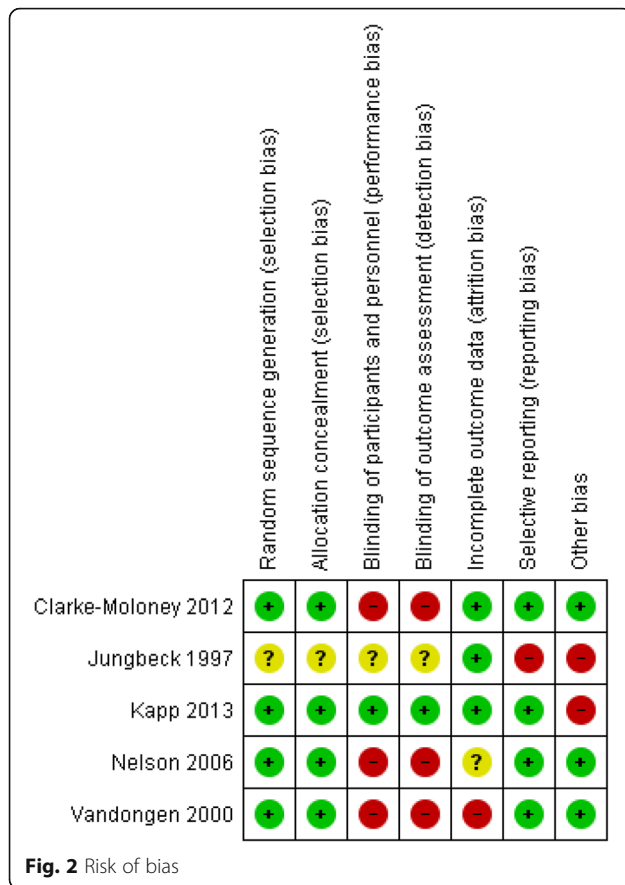 Random sequence generation (selection bias)
Allocation concealment (selection bias)
Blinding of participants and personnel (performance bias)
Blinding of outcome assessment (detection bias)
Incomplete outcome data (attrition bias)
Selective reporting (reporting bias)
Other bias
Clarke-Moloney 2012 + + - - + + +
Jungbeck 1997 ? ? ? ? + - -
Kapp 2013 + + + + + + -
Nelson 2006 + + - - ? + +
Vandongen 2000 + + - - - + +
Fig. 2 Risk of bias